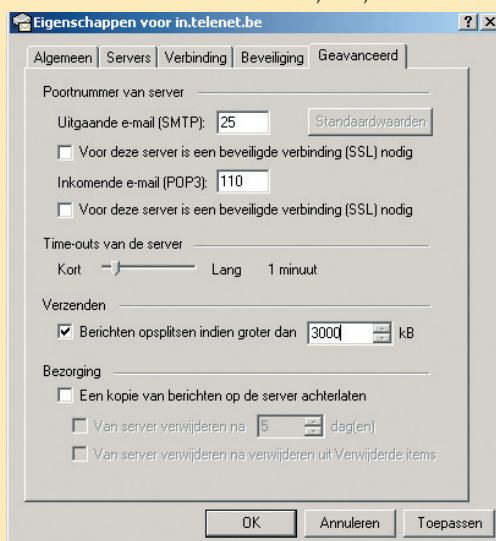 Eigenschappen voor in.telenet.be
Algemeen Servers Verbinding Beveiliging Geavanceerd
Poortnummer van server
Uitgaande e-mail (SMTP): 25 Standaardwaarden
Voor deze server is een beveiligde verbinding (SSL) nodig
Inkomende e-mail (POP3): 110
Voor deze server is een beveiligde verbinding (SSL) nodig
Time-outs van de server
Kort Lang 1 minuut
Verzenden
Berichten opsplitsen indien groter dan 3000 kB
Bezorging
Een kopie van berichten op de server achterlaten
Van server verwijderen na 5 dag(en)
Van server verwijderen na verwijderen uit Verwijderde items
OK Annuleren Toepassen